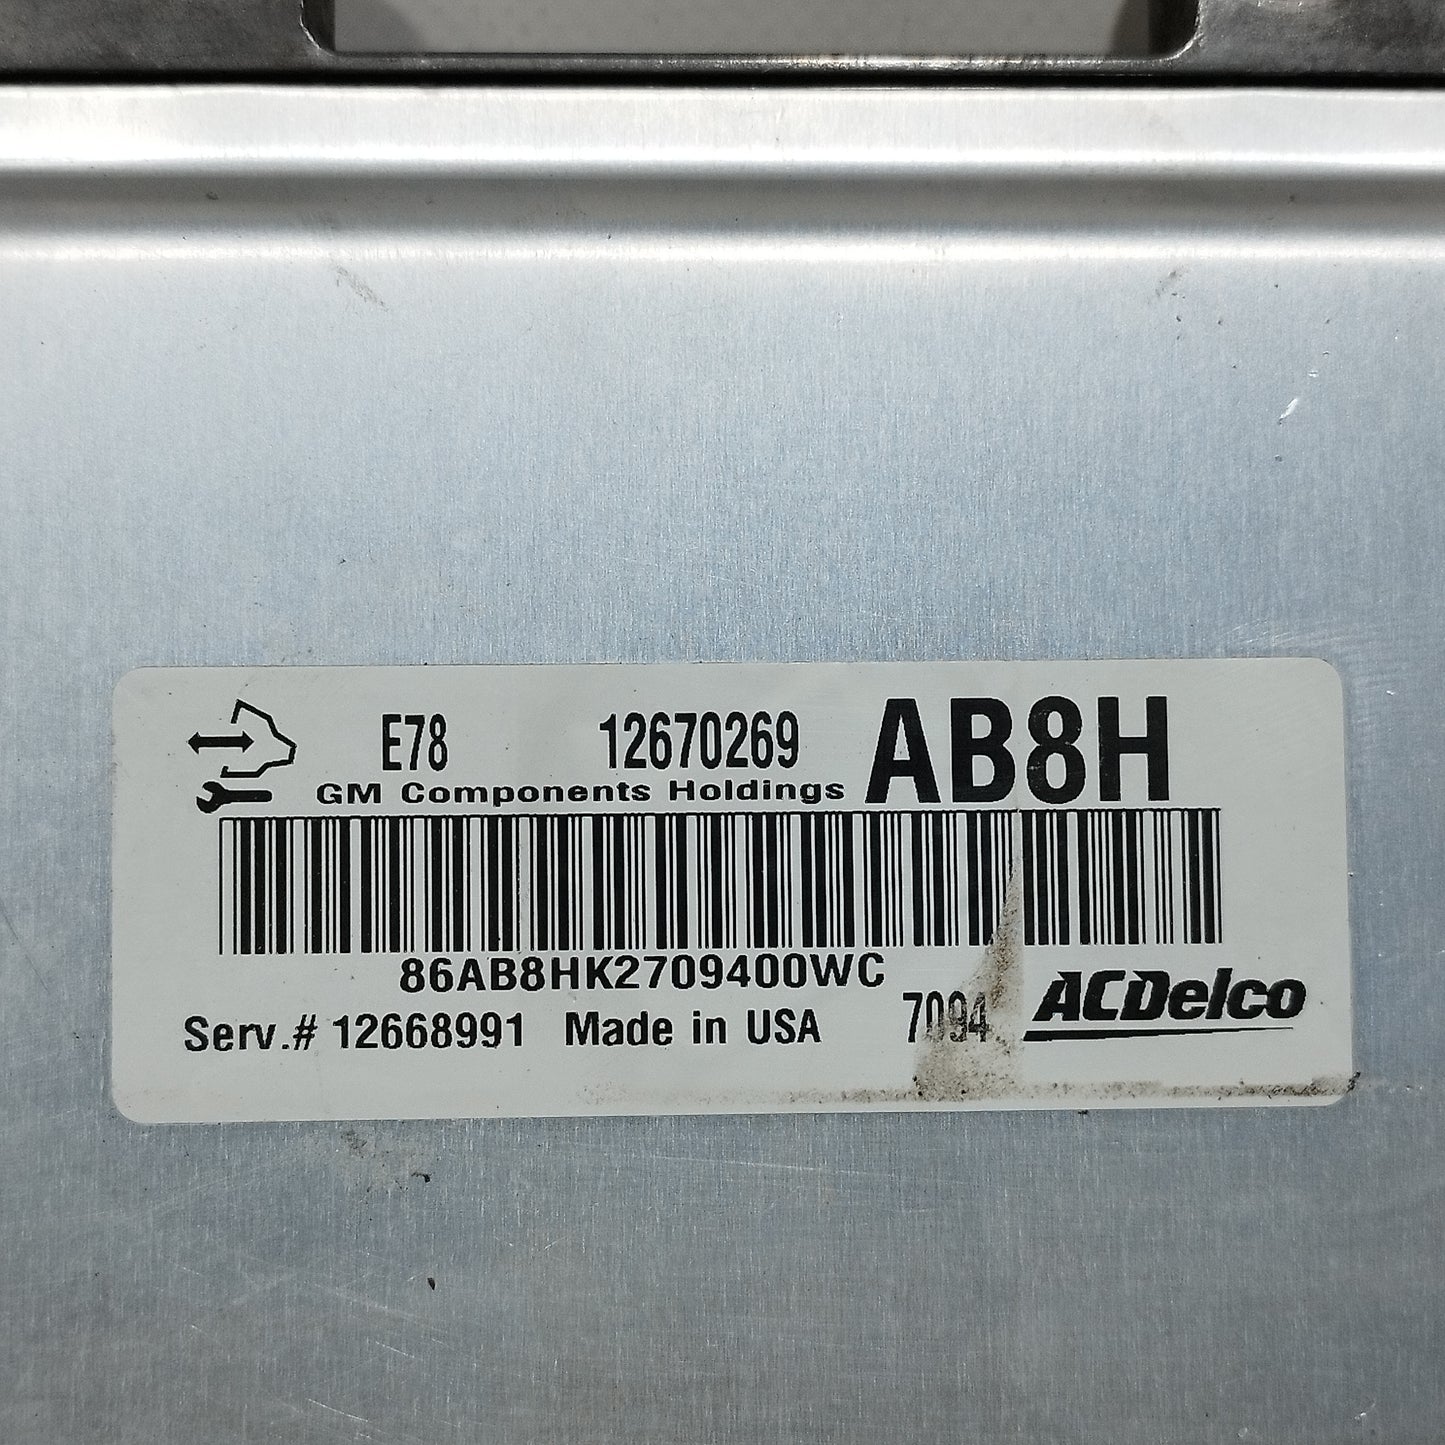 E78 12670269 AB8H
GM Components Holdings
86AB8HK2709400WC
Serv.# 12668991 Made in USA 7094 ACDelco